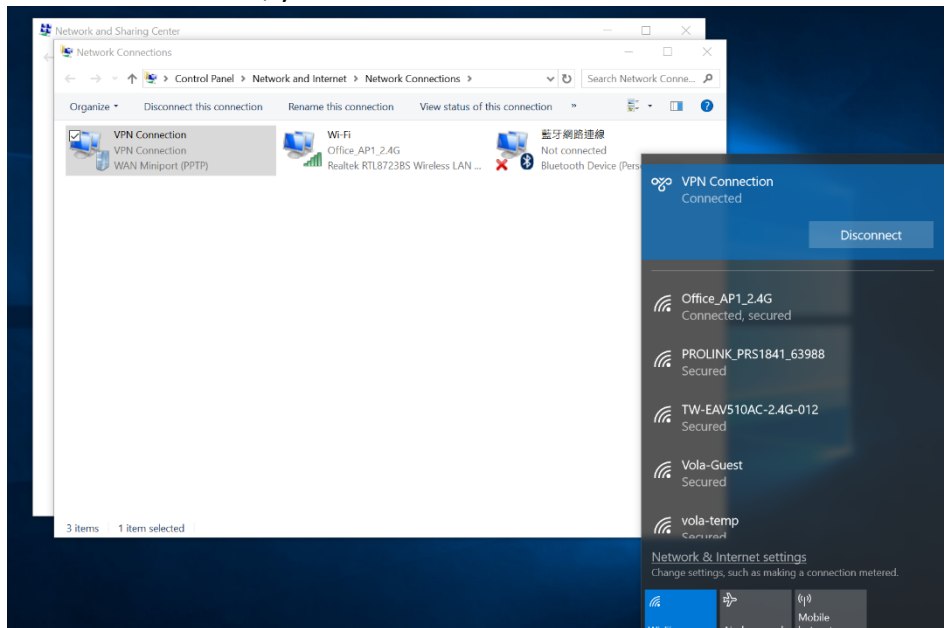 Network and Sharing Center
Network Connections
Control Panel > Network and Internet > Network Connections >
Search Network Conne...
Organize
Disconnect this connection
Rename this connection
View status of this connection
»
VPN Connection
VPN Connection
WAN Miniport (PPTP)
Wi-Fi
Office_AP1_2.4G
Realtek RTL8723BS Wireless LAN ...
藍牙網路連線
Not connected
Bluetooth Device (Pers
3 items
1 item selected
VPN Connection
Connected
Disconnect
Office_AP1_2.4G
Connected, secured
PROLINK_PRS1841_63988
Secured
TW-EAV510AC-2.4G-012
Secured
Vola-Guest
Secured
vola-temp
Secured
Network & Internet settings
Change settings, such as making a connection metered.
Mobile